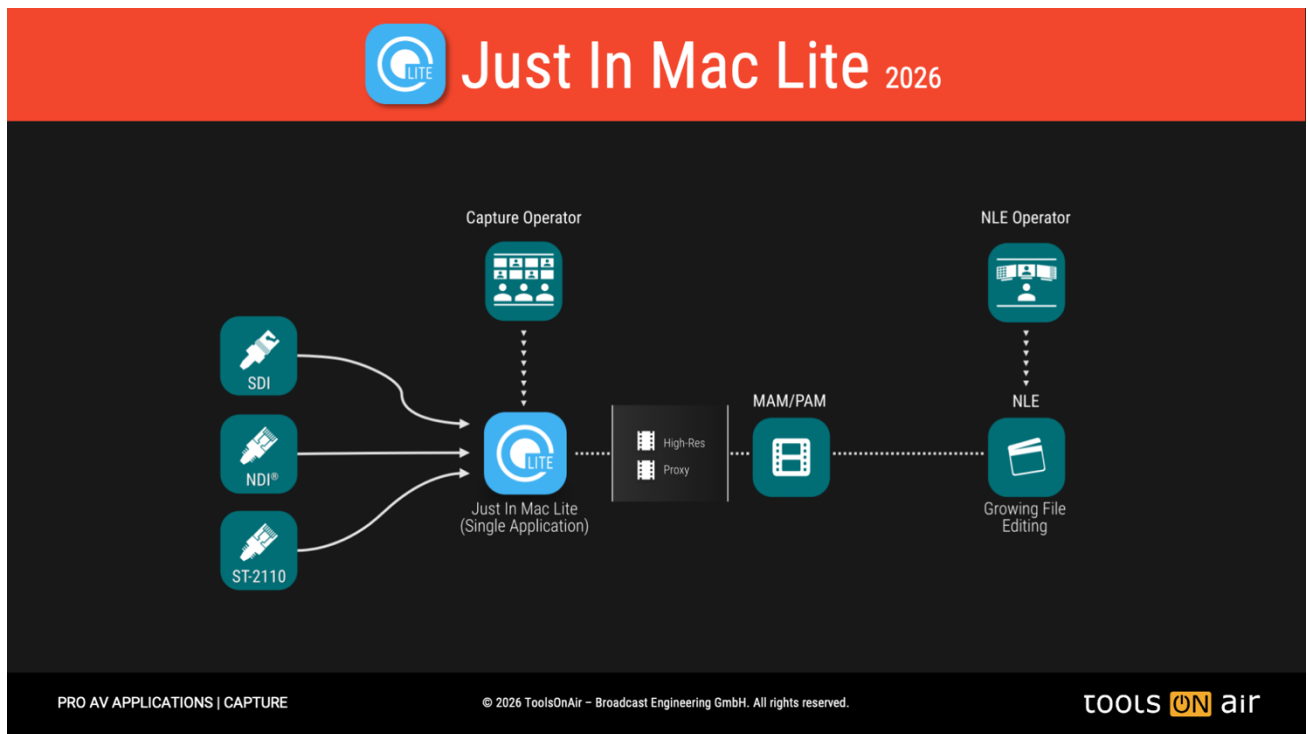 LITE
Just In Mac Lite 2026
Capture Operator
NLE Operator
SDI
NDI®
ST-2110
LITE
Just In Mac Lite
(Single Application)
High-Res
Proxy
MAM/PAM
NLE
Growing File
Editing
PRO AV APPLICATIONS | CAPTURE
© 2026 ToolsOnAir – Broadcast Engineering GmbH. All rights reserved.
tools ON air